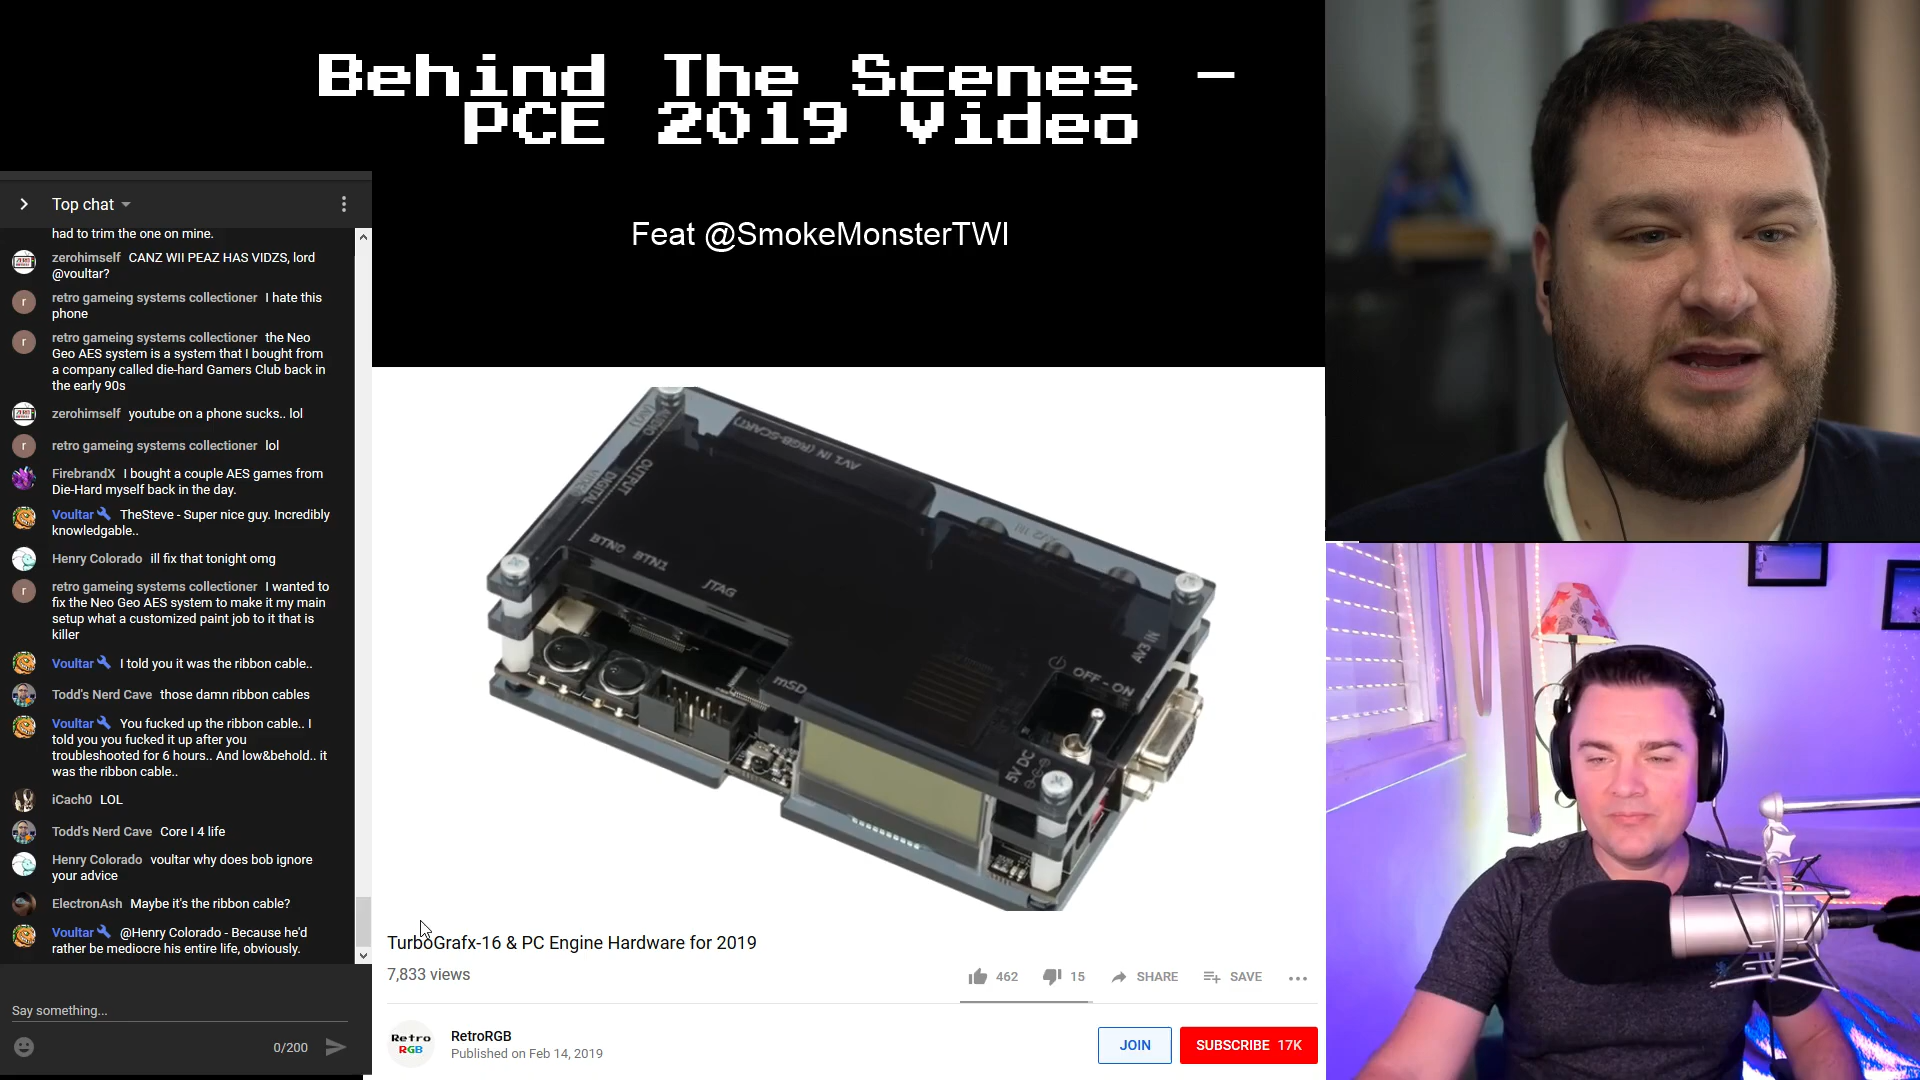 Behind The Scenes -
PCE 2019 Video
Feat @SmokeMonsterTWI
Top chat
had to trim the one on mine.
zerohimself CANZ WII PEAZ HAS VIDZS, lord
@voultar?
retro gameing systems collectioner I hate this
phone
retro gameing systems collectioner the Neo
Geo AES system is a system that I bought from
a company called die-hard Gamers Club back in
the early 90s
zerohimself youtube on a phone sucks.. lol
retro gameing systems collectioner lol
FirebrandX I bought a couple AES games from
Die-Hard myself back in the day.
Voultar TheSteve - Super nice guy. Incredibly
knowledgable..
Henry Colorado ill fix that tonight omg
retro gameing systems collectioner I wanted to
fix the Neo Geo AES system to make it my main
setup what a customized paint job to it that is
killer
Voultar I told you it was the ribbon cable..
Todd's Nerd Cave those damn ribbon cables
Voultar You fucked up the ribbon cable.. I
told you you fucked it up after you
troubleshooted for 6 hours.. And low&behold.. it
was the ribbon cable..
iCach0 LOL
Todd's Nerd Cave Core I 4 life
Henry Colorado voultar why does bob ignore
your advice
ElectronAsh Maybe it's the ribbon cable?
Voultar @Henry Colorado - Because he'd
rather be mediocre his entire life, obviously.
Say something...
0/200
AV1 IN (RGB-SCART)
AUDIO
OUTPUT
DIGITAL
BTN0 BTN1
JTAG
mSD
AV3 IN
OFF - ON
5V DC
TurboGrafx-16 & PC Engine Hardware for 2019
7,833 views
462
15
SHARE
SAVE
Retro
RGB
RetroRGB
Published on Feb 14, 2019
JOIN
SUBSCRIBE 17K